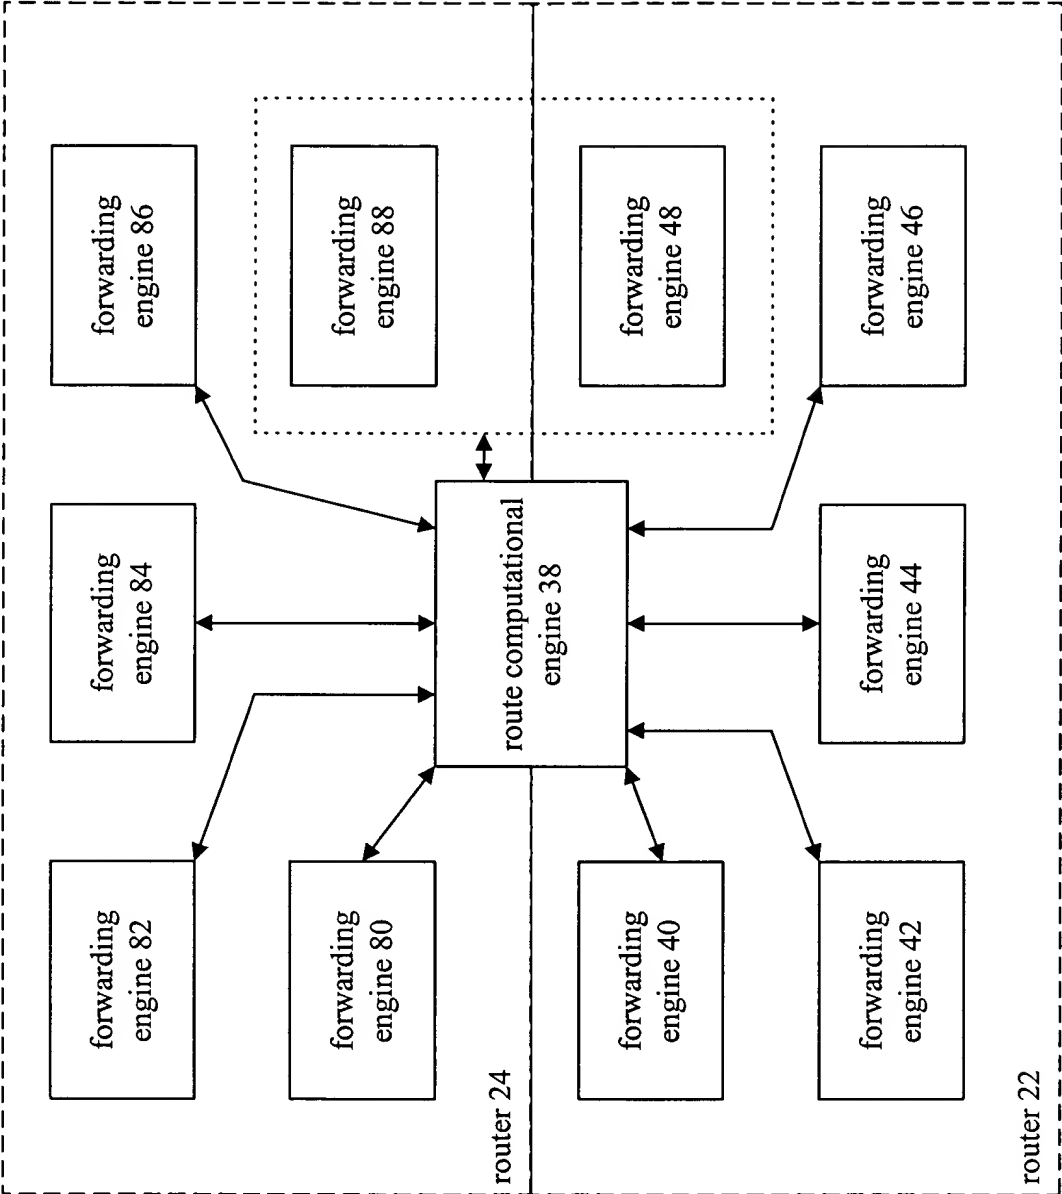 forwarding
engine 82
forwarding
engine 84
forwarding
engine 86
forwarding
engine 80
forwarding
engine 88
router 24
route computational
engine 38
forwarding
engine 40
forwarding
engine 48
forwarding
engine 42
forwarding
engine 44
forwarding
engine 46
router 22